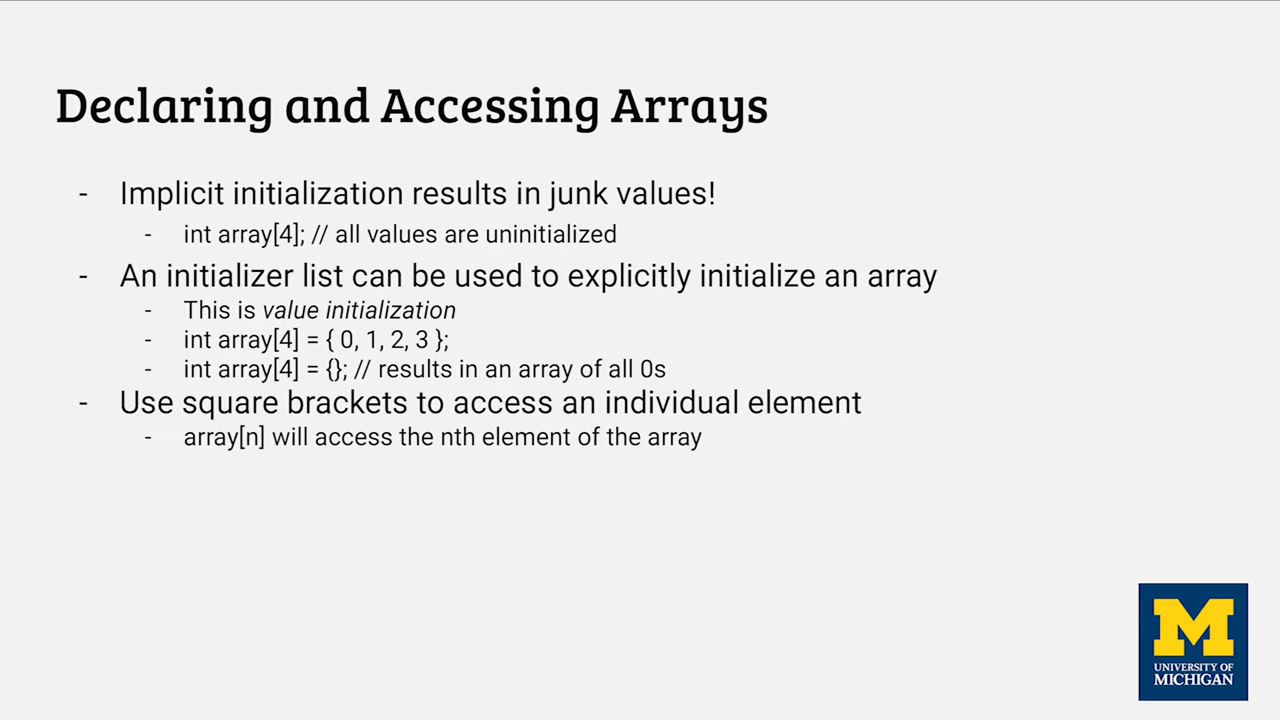 Declaring and Accessing Arrays
- Implicit initialization results in junk values!
- int array[4]; // all values are uninitialized
- An initializer list can be used to explicitly initialize an array
- This is value initialization
- int array[4] = { 0, 1, 2, 3 };
- int array[4] = {}; // results in an array of all 0s
- Use square brackets to access an individual element
- array[n] will access the nth element of the array
M
UNIVERSITY OF
MICHIGAN